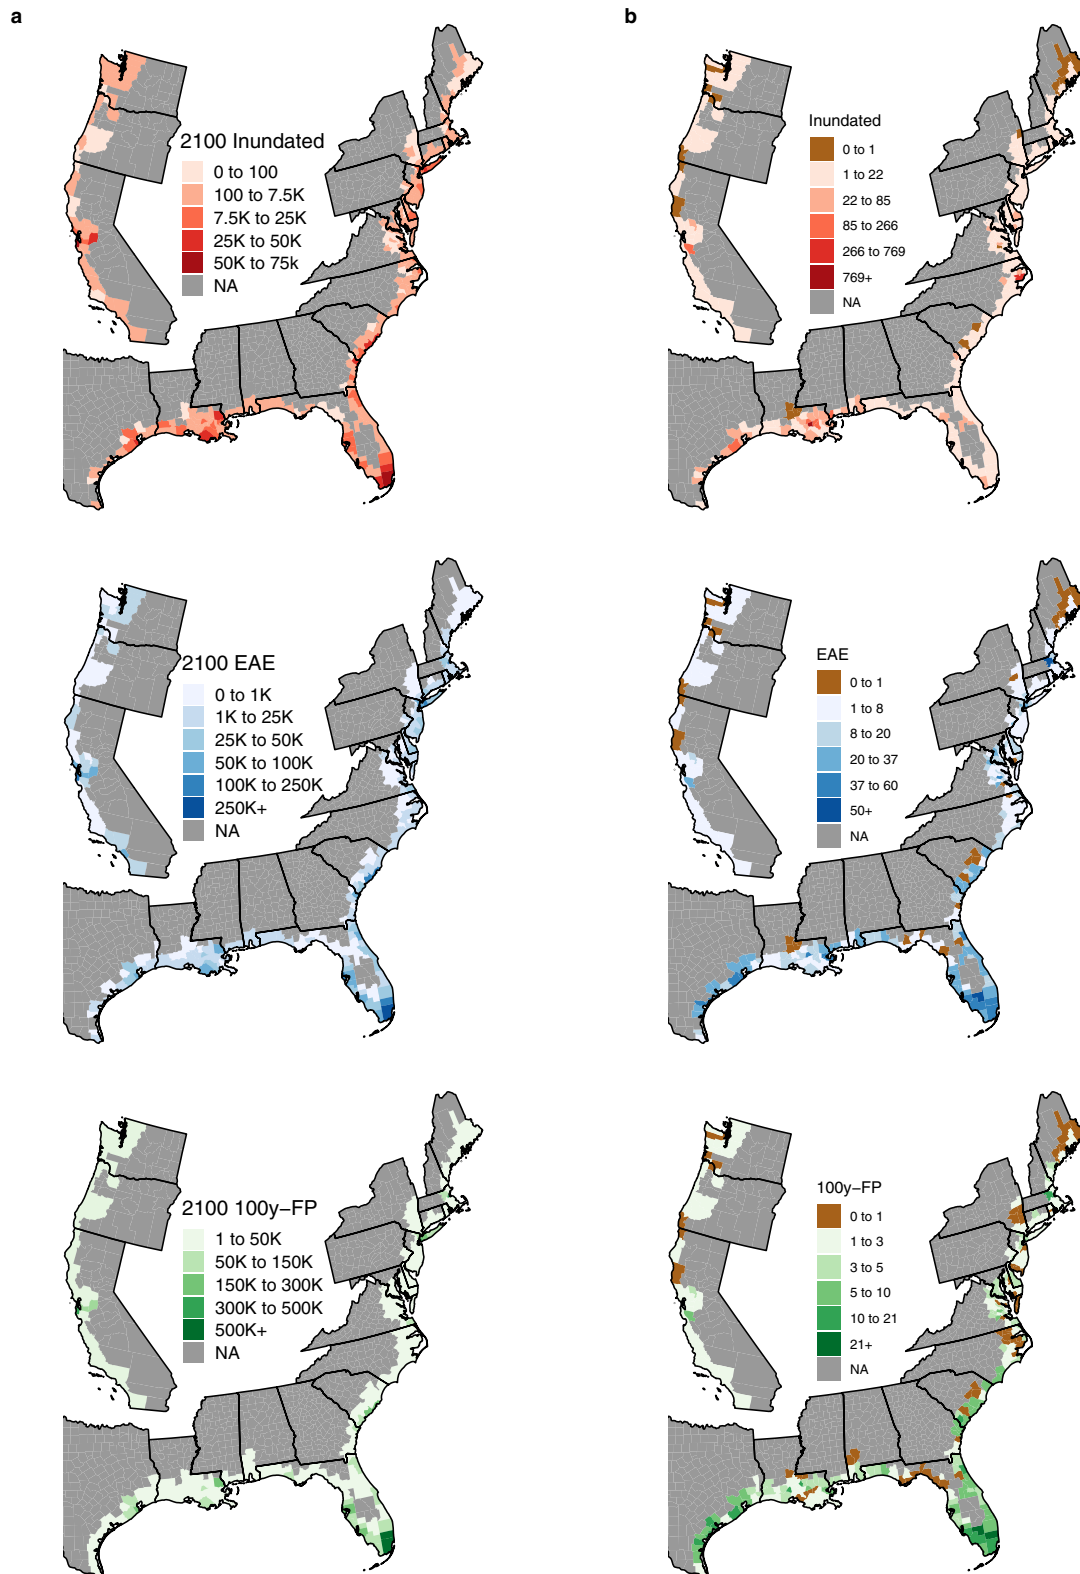 a
b
2100 Inundated
0 to 100
100 to 7.5K
7.5K to 25K
25K to 50K
50K to 75k
NA
Inundated
0 to 1
1 to 22
22 to 85
85 to 266
266 to 769
769+
NA
2100 EAE
0 to 1K
1K to 25K
25K to 50K
50K to 100K
100K to 250K
250K+
NA
EAE
0 to 1
1 to 8
8 to 20
20 to 37
37 to 60
50+
NA
2100 100y−FP
1 to 50K
50K to 150K
150K to 300K
300K to 500K
500K+
NA
100y−FP
0 to 1
1 to 3
3 to 5
5 to 10
10 to 21
21+
NA